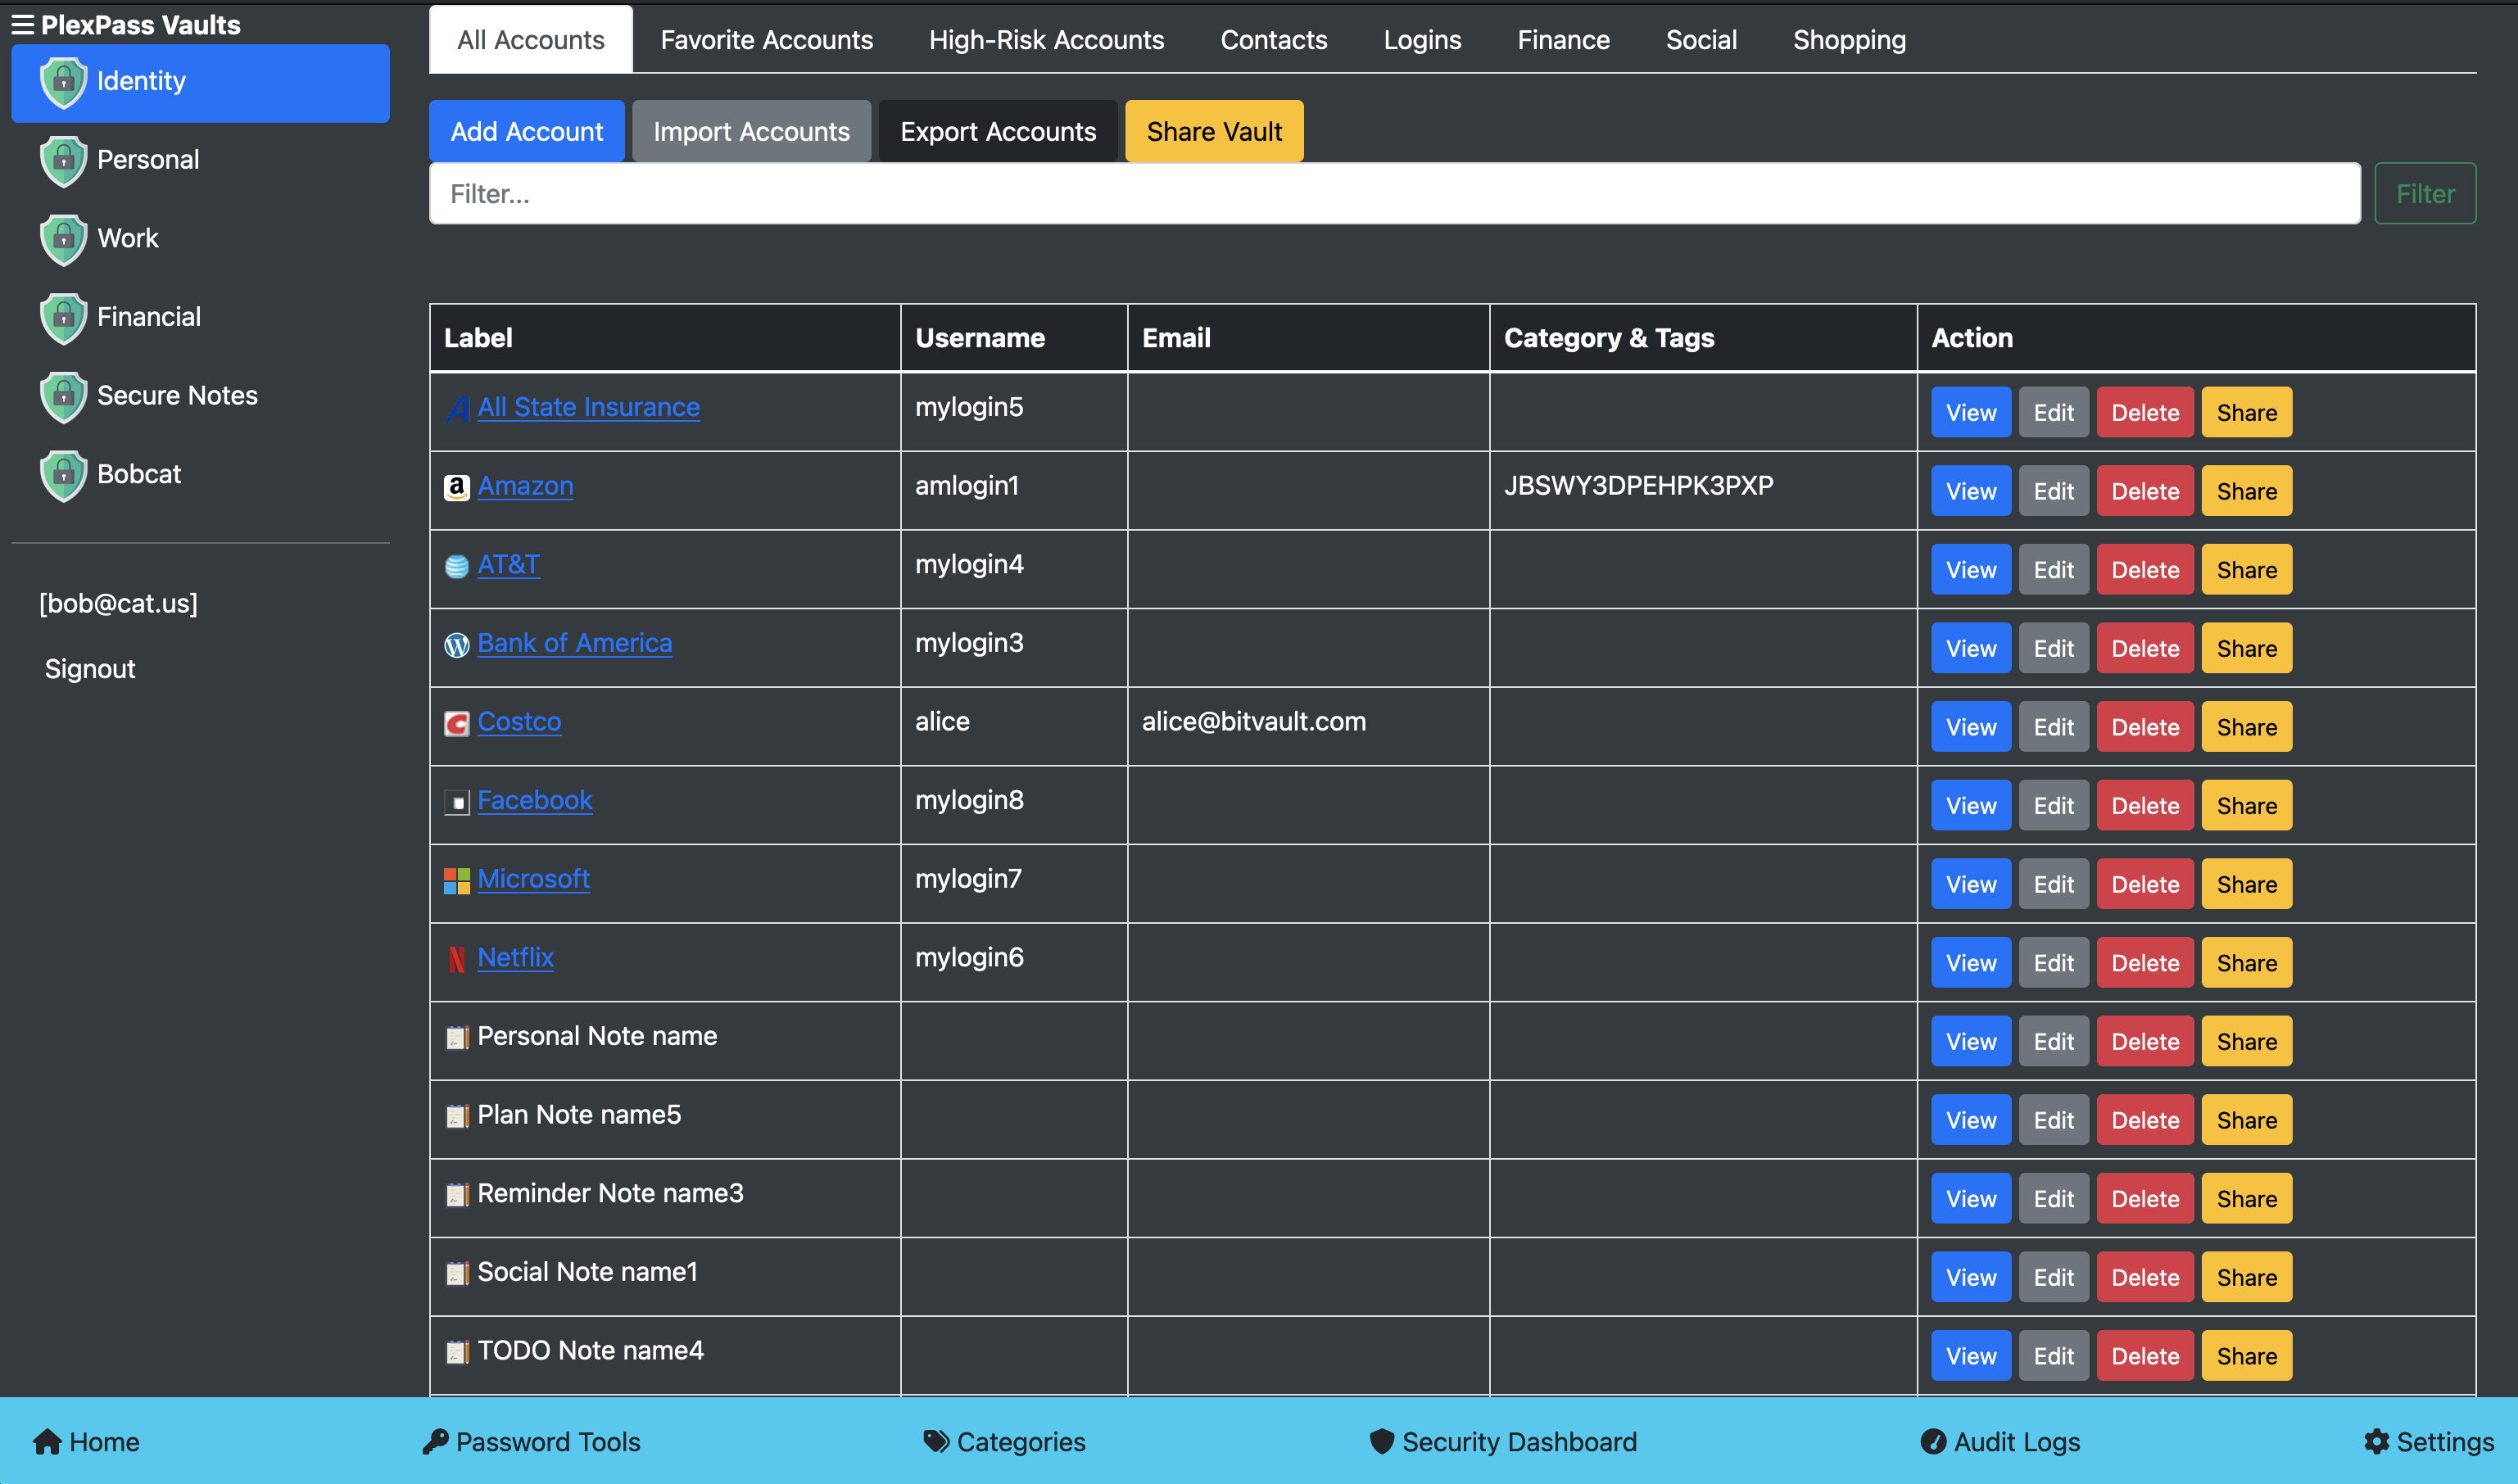 PlexPass Vaults
Identity
Personal
Work
Financial
Secure Notes
Bobcat
[bob@cat.us]
Signout
All Accounts Favorite Accounts High-Risk Accounts Contacts Logins Finance Social Shopping
Add Account Import Accounts Export Accounts Share Vault
Filter... Filter
Label Username Email Category & Tags Action
All State Insurance mylogin5 View Edit Delete Share
a Amazon amlogin1 JBSWY3DPEHPK3PXP View Edit Delete Share
AT&T mylogin4 View Edit Delete Share
Bank of America mylogin3 View Edit Delete Share
Costco alice alice@bitvault.com View Edit Delete Share
Facebook mylogin8 View Edit Delete Share
Microsoft mylogin7 View Edit Delete Share
Netflix mylogin6 View Edit Delete Share
Personal Note name View Edit Delete Share
Plan Note name5 View Edit Delete Share
Reminder Note name3 View Edit Delete Share
Social Note name1 View Edit Delete Share
TODO Note name4 View Edit Delete Share
Home Password Tools Categories Security Dashboard Audit Logs Settings